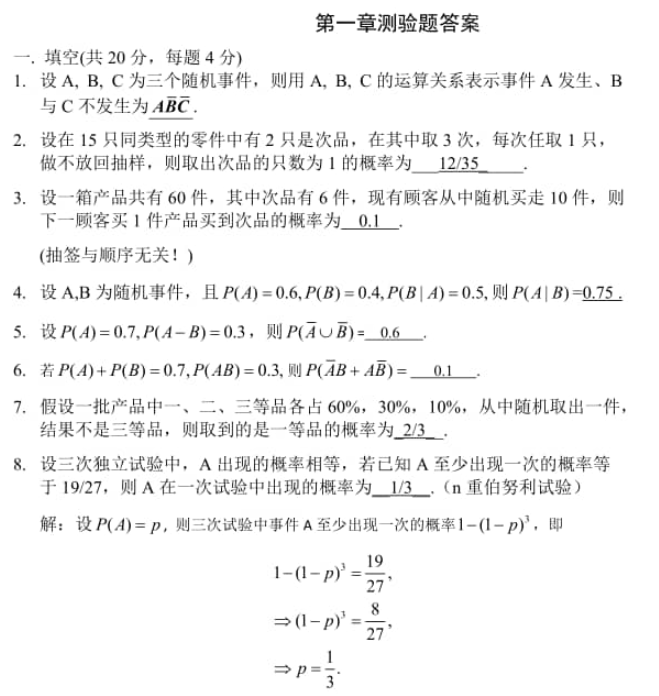 第一章测验题答案
一. 填空(共 20 分，每题 4 分)
1. 设 A, B, C 为三个随机事件，则用 A, B, C 的运算关系表示事件 A 发生、B
与 C 不发生为 AB̅C̅ .
2. 设在 15 只同类型的零件中有 2 只是次品，在其中取 3 次，每次任取 1 只，
做不放回抽样，则取出次品的只数为 1 的概率为 12/35 .
3. 设一箱产品共有 60 件，其中次品有 6 件，现有顾客从中随机买走 10 件，则
下一顾客买 1 件产品买到次品的概率为 0.1 .
(抽签与顺序无关！)
4. 设 A,B 为随机事件，且 P(A) = 0.6, P(B) = 0.4, P(B | A) = 0.5, 则 P(A | B) =0.75 .
5. 设 P(A) = 0.7, P(A − B) = 0.3 ，则 P(A̅ ∪ B̅) = 0.6 .
6. 若 P(A) + P(B) = 0.7, P(AB) = 0.3, 则 P(A̅B + AB̅) = 0.1 .
7. 假设一批产品中一、二、三等品各占 60%，30%，10%，从中随机取出一件，
结果不是三等品，则取到的是一等品的概率为 2/3 .
8. 设三次独立试验中，A 出现的概率相等，若已知 A 至少出现一次的概率等
于 19/27，则 A 在一次试验中出现的概率为 1/3 .（n 重伯努利试验）
解：设 P(A) = p , 则三次试验中事件 A 至少出现一次的概率 1 − (1 − p)³ ，即
1 − (1 − p)³ = 19/27 ,
⇒ (1 − p)³ = 8/27 ,
⇒ p = 1/3 .